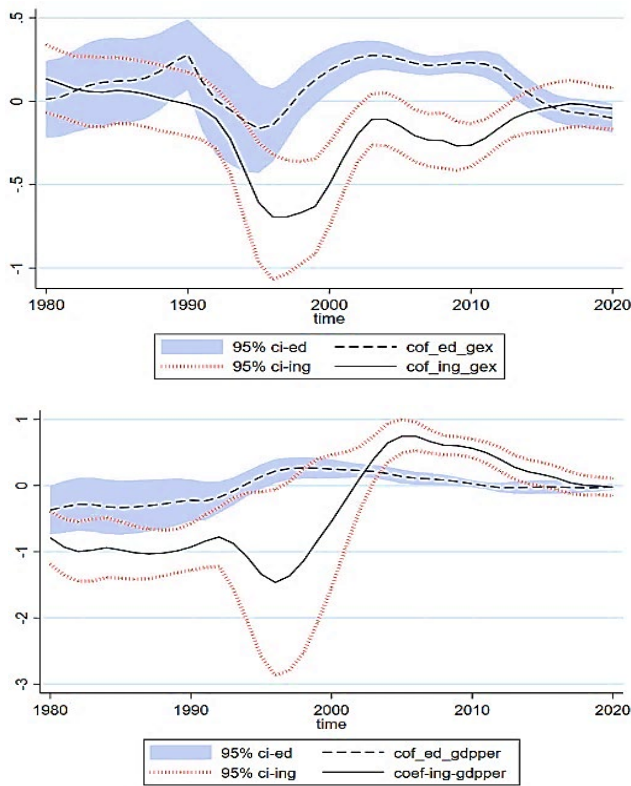 .5
0
-.5
-1
1980 1990 2000 2010 2020
time
95% ci-ed cof_ed_gex
95% ci-ing cof_ing_gex
1
0
-1
-2
-3
1980 1990 2000 2010 2020
time
95% ci-ed cof_ed_gdpper
95% ci-ing coef-ing-gdpper